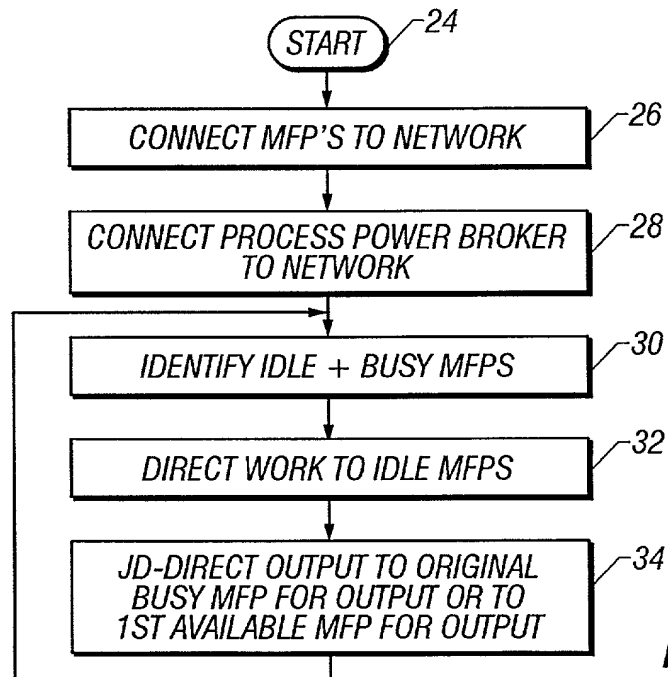 START
24
CONNECT MFP'S TO NETWORK
26
CONNECT PROCESS POWER BROKER
TO NETWORK
28
IDENTIFY IDLE + BUSY MFPS
30
DIRECT WORK TO IDLE MFPS
32
JD-DIRECT OUTPUT TO ORIGINAL
BUSY MFP FOR OUTPUT OR TO
1ST AVAILABLE MFP FOR OUTPUT
34